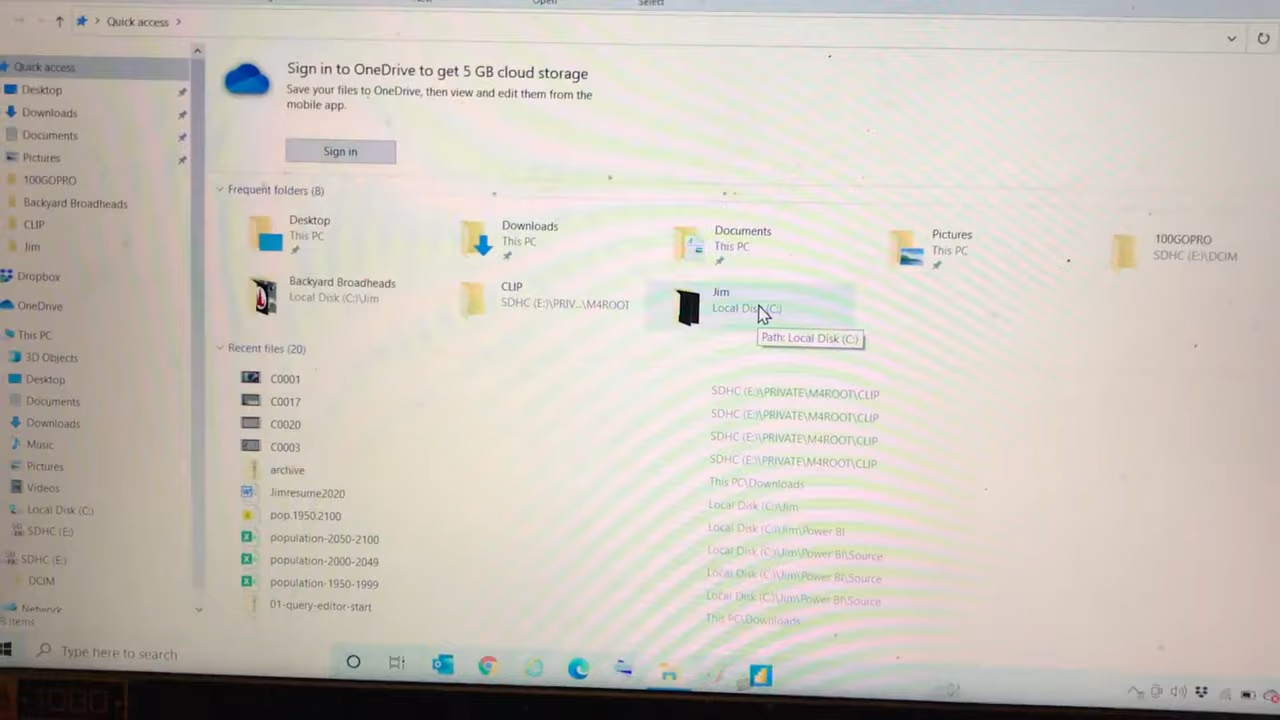 Open
Select
Quick access
Quick access
Desktop
Downloads
Documents
Pictures
100GOPRO
Backyard Broadheads
CLIP
Jim
Dropbox
OneDrive
This PC
3D Objects
Desktop
Documents
Downloads
Music
Pictures
Videos
Local Disk (C:)
SDHC (E:)
SDHC (E:)
DCIM
Network
items
Sign in to OneDrive to get 5 GB cloud storage
Save your files to OneDrive, then view and edit them from the
mobile app.
Sign in
Frequent folders (8)
Desktop
This PC
Downloads
This PC
Documents
This PC
Pictures
This PC
100GOPRO
SDHC (E:)\DCIM
Backyard Broadheads
Local Disk (C:)\Jim
CLIP
SDHC (E:)\PRIV...\M4ROOT
Jim
Local Disk (C:)
Path: Local Disk (C:)
Recent files (20)
C0001
SDHC (E:)\PRIVATE\M4ROOT\CLIP
C0017
SDHC (E:)\PRIVATE\M4ROOT\CLIP
C0020
SDHC (E:)\PRIVATE\M4ROOT\CLIP
C0003
SDHC (E:)\PRIVATE\M4ROOT\CLIP
archive
This PC\Downloads
Jimresume2020
Local Disk (C:)\Jim
pop.1950.2100
Local Disk (C:)\Jim\Power BI
population-2050-2100
Local Disk (C:)\Jim\Power BI\Source
population-2000-2049
Local Disk (C:)\Jim\Power BI\Source
population-1950-1999
Local Disk (C:)\Jim\Power BI\Source
01-query-editor-start
This PC\Downloads
Type here to search
1080